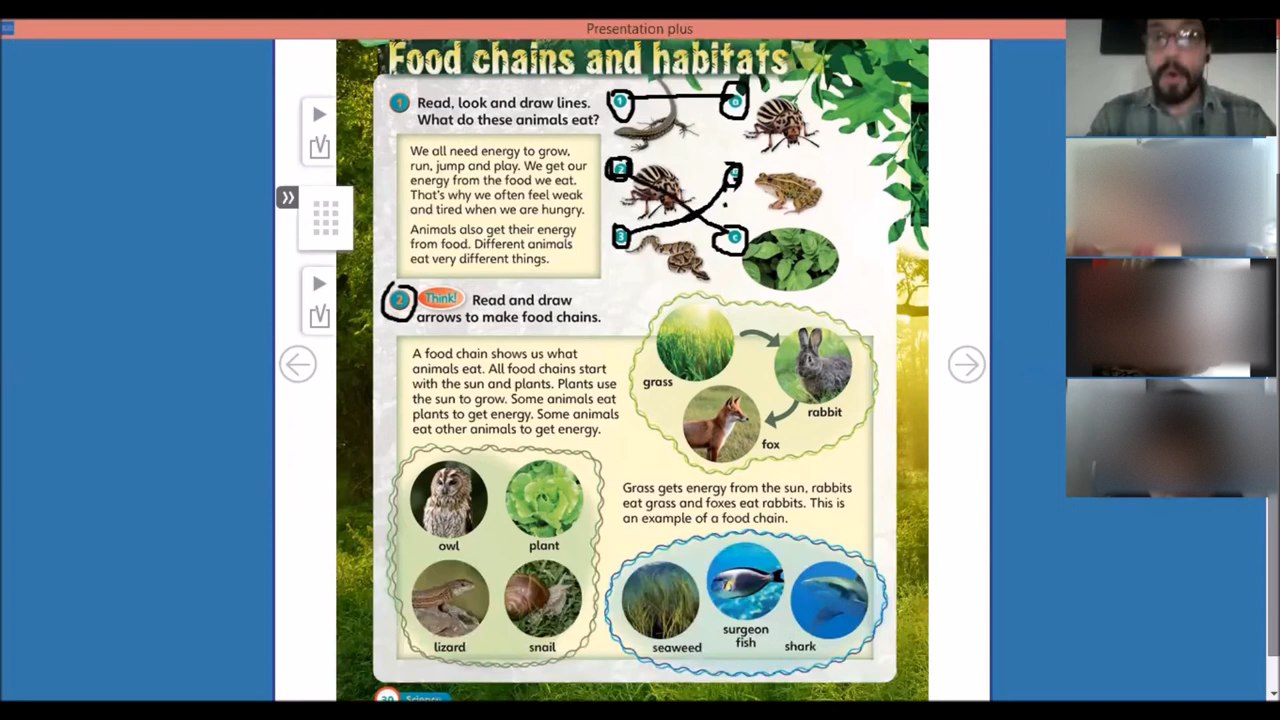 Presentation plus
Food chains and habitats
1 Read, look and draw lines.
What do these animals eat?
We all need energy to grow,
run, jump and play. We get our
energy from the food we eat.
That's why we often feel weak
and tired when we are hungry.
Animals also get their energy
from food. Different animals
eat very different things.
1
a
2
3
c
2 Think! Read and draw
arrows to make food chains.
A food chain shows us what
animals eat. All food chains start
with the sun and plants. Plants use
the sun to grow. Some animals eat
plants to get energy. Some animals
eat other animals to get energy.
grass
rabbit
fox
Grass gets energy from the sun, rabbits
eat grass and foxes eat rabbits. This is
an example of a food chain.
owl
plant
lizard
snail
seaweed
surgeon
fish
shark
30 Science